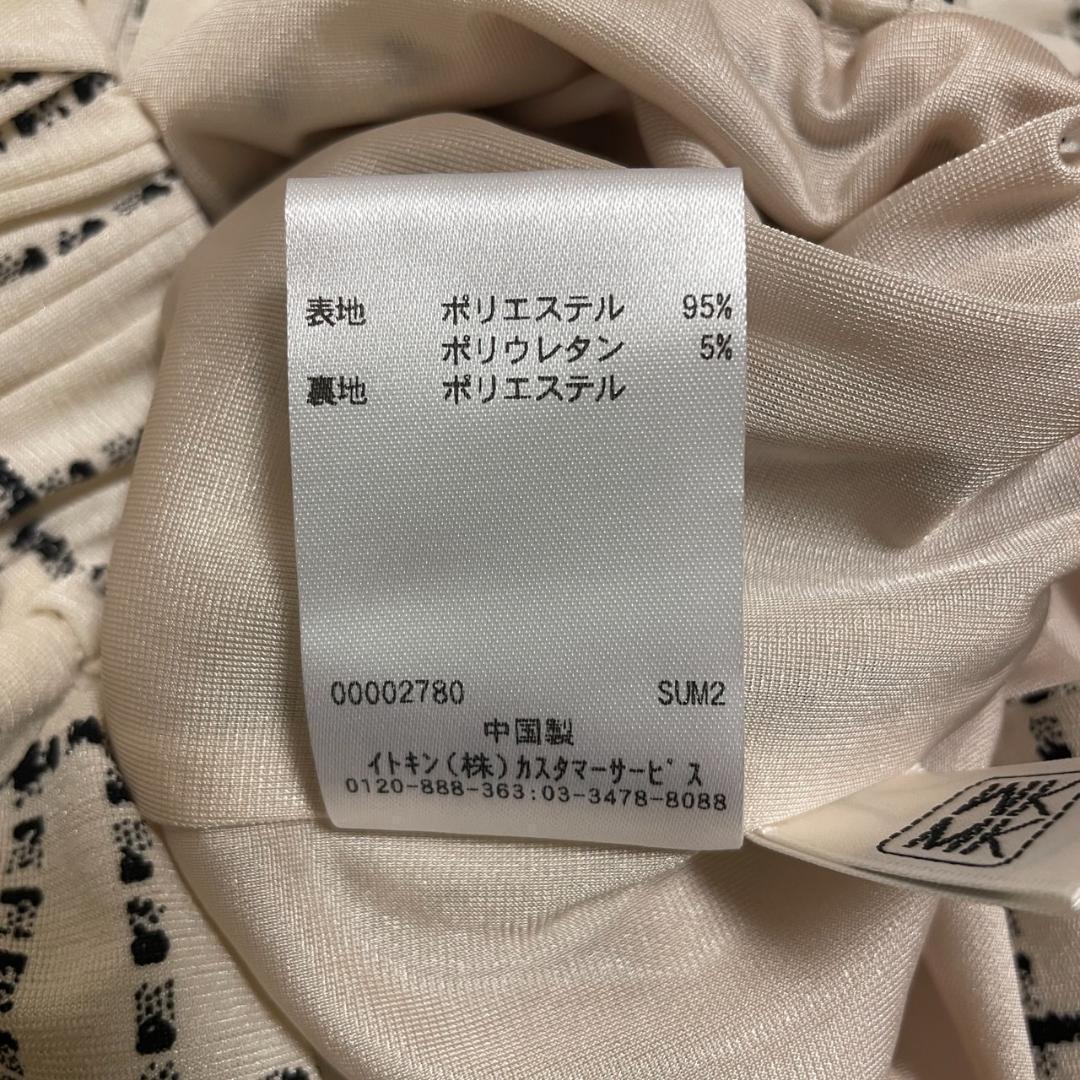 表地 ポリエステル 95%
ポリウレタン 5%
裏地 ポリエステル
00002780 SUM2
中国製
イトキン(株)カスタマーサービス
0120-888-363:03-3478-8088
MK
MK